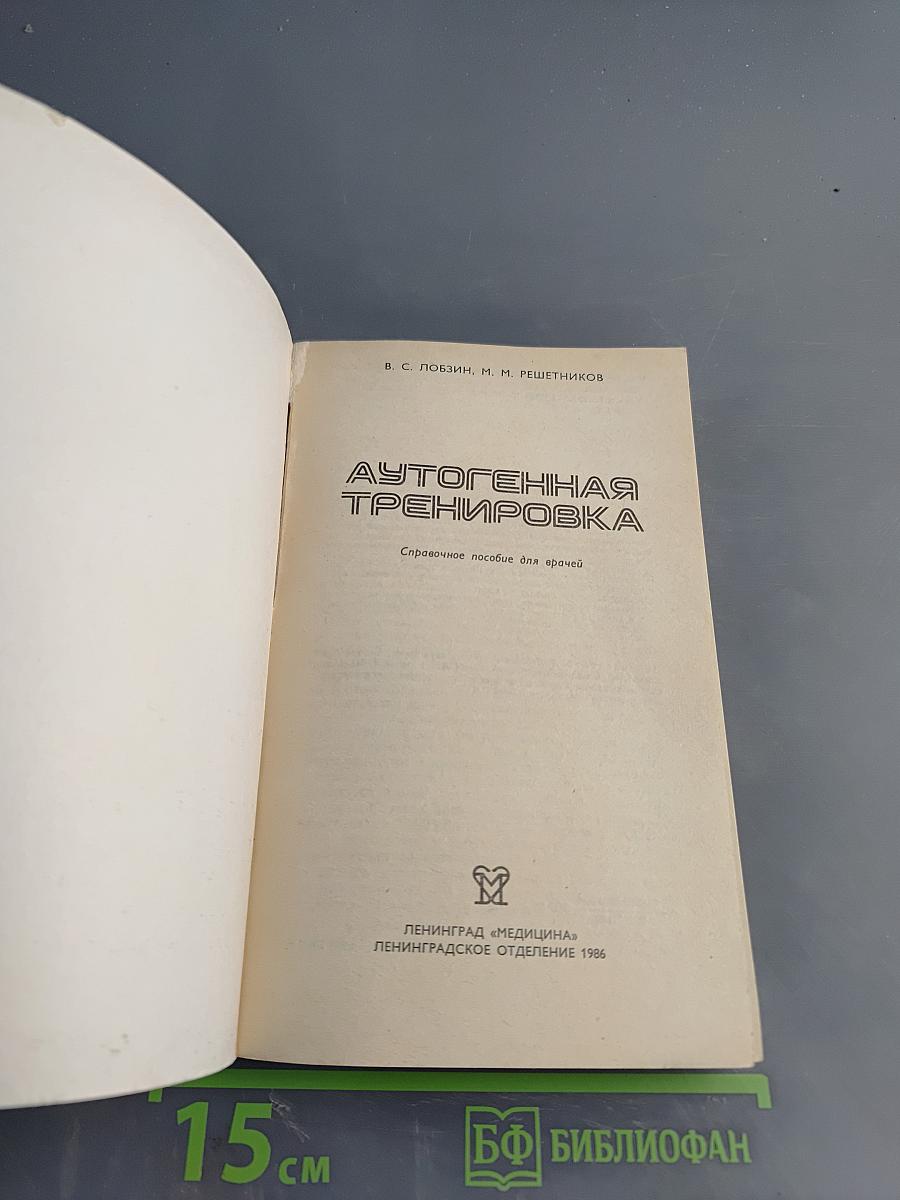 В. С. ЛОБЗИН, М. М. РЕШЕТНИКОВ
АУТОГЕННАЯ
ТРЕНИРОВКА
Справочное пособие для врачей
М
ЛЕНИНГРАД «МЕДИЦИНА»
ЛЕНИНГРАДСКОЕ ОТДЕЛЕНИЕ 1986
15 см
БФ БИБЛИОФАН